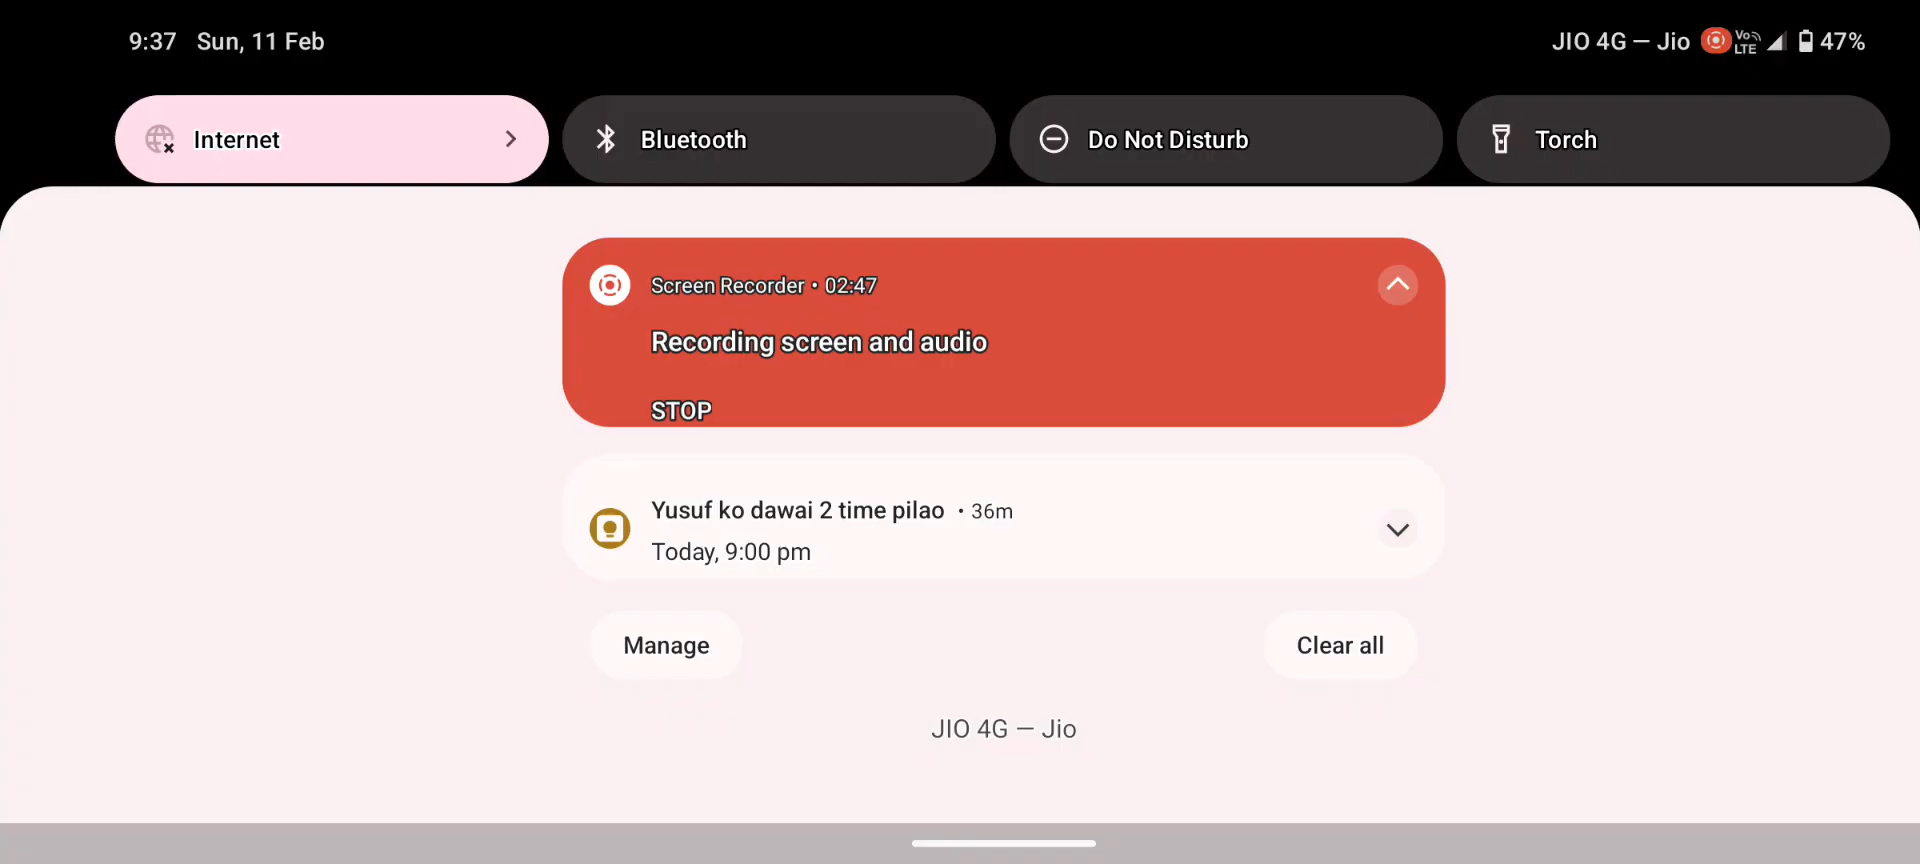 9:37 Sun, 11 Feb JIO 4G — Jio Vo LTE 47%
Internet Bluetooth Do Not Disturb Torch
Screen Recorder • 02:47
Recording screen and audio
STOP
Yusuf ko dawai 2 time pilao • 36m
Today, 9:00 pm
Manage Clear all
JIO 4G — Jio